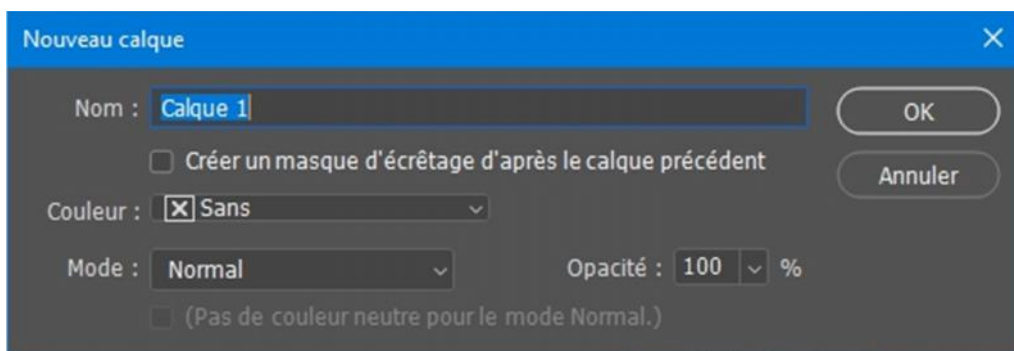 Nouveau calque
Nom : Calque 1
OK
Créer un masque d'écrêtage d'après le calque précédent
Annuler
Couleur : Sans
Mode : Normal Opacité : 100 %
(Pas de couleur neutre pour le mode Normal.)